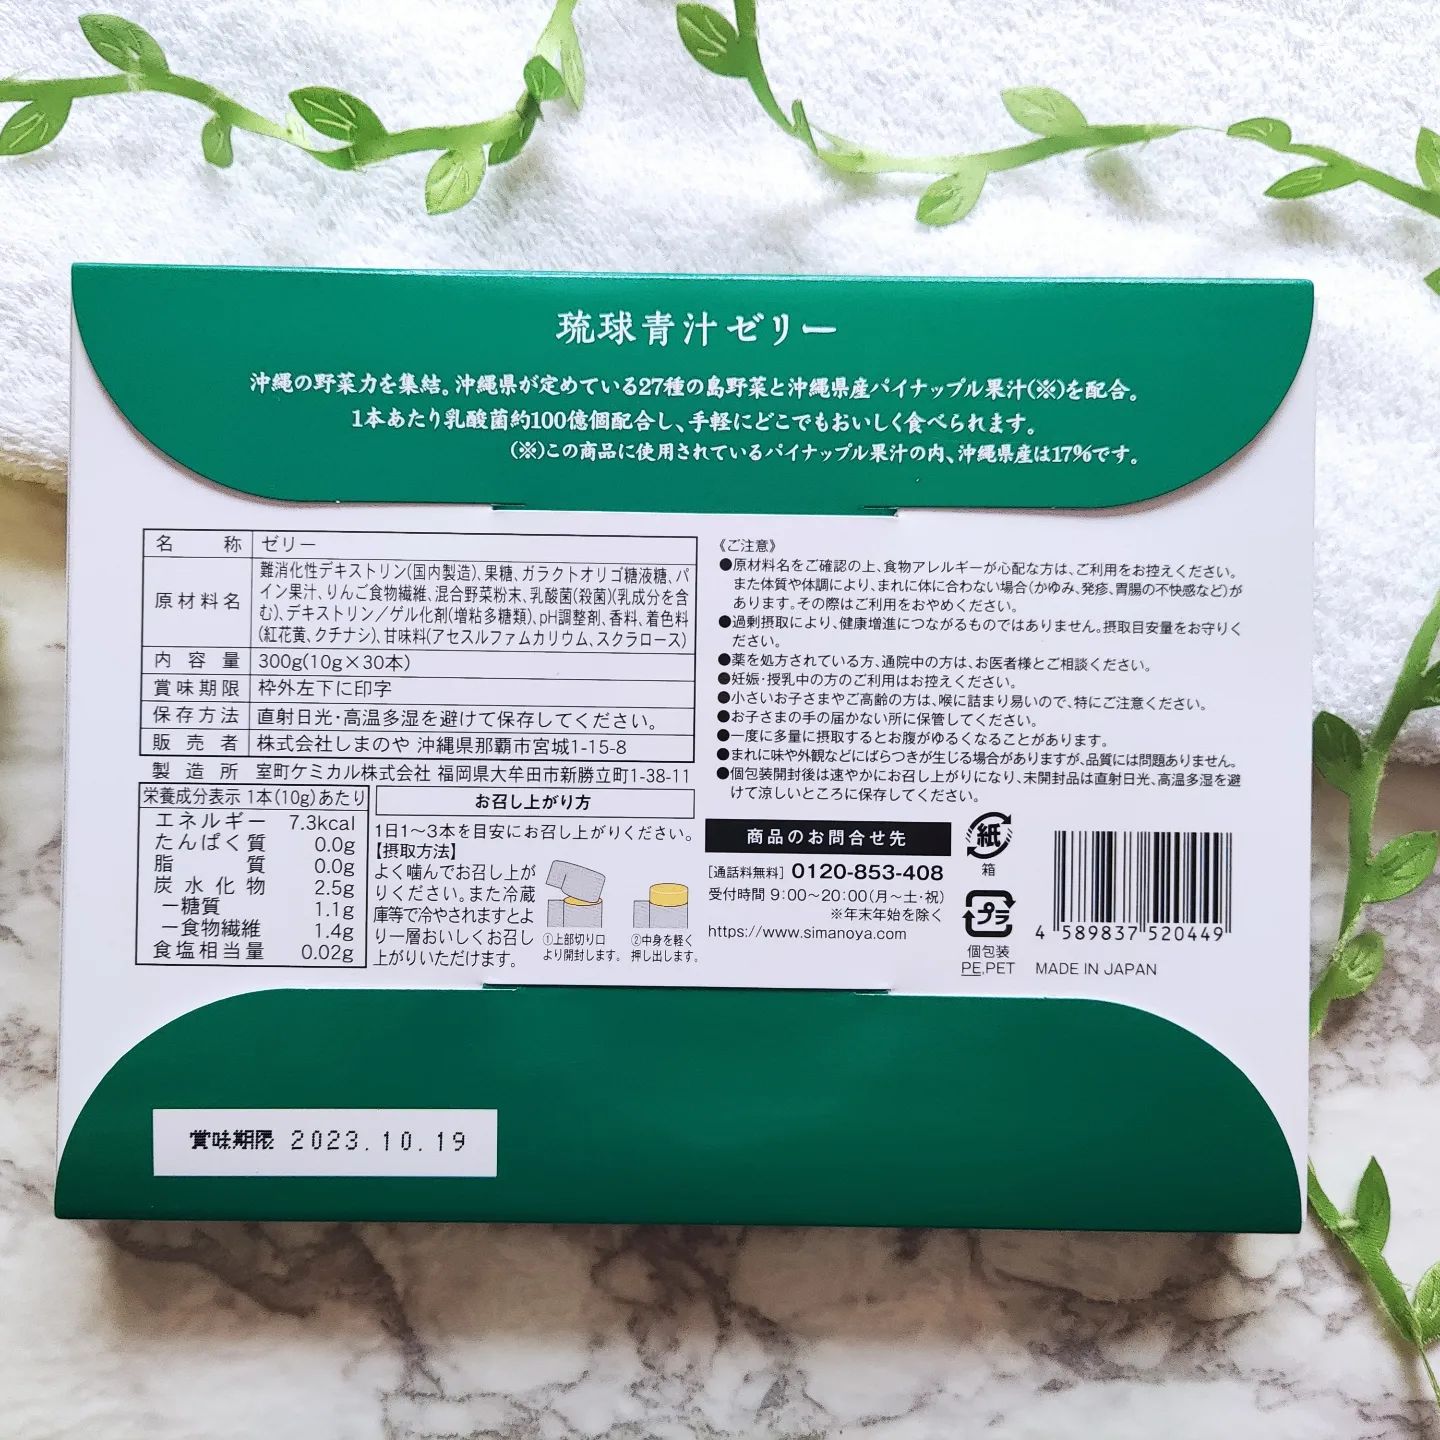 琉球青汁ゼリー
沖縄の野菜力を集結。沖縄県が定めている27種の島野菜と沖縄県産パイナップル果汁(※)を配合。
1本あたり乳酸菌約100億個配合し、手軽にどこでもおいしく食べられます。
(※)この商品に使用されているパイナップル果汁の内、沖縄県産は17%です。
名称 ゼリー
原材料名 難消化性デキストリン(国内製造)、果糖、ガラクトオリゴ糖液糖、パ
イン果汁、りんご食物繊維、混合野菜粉末、乳酸菌(殺菌)(乳成分を含
む)、デキストリン／ゲル化剤(増粘多糖類)、pH調整剤、香料、着色料
(紅花黄、クチナシ)、甘味料(アセスルファムカリウム、スクラロース)
内容量 300g(10g×30本)
賞味期限 枠外左下に印字
保存方法 直射日光・高温多湿を避けて保存してください。
販売者 株式会社しまのや 沖縄県那覇市宮城1-15-8
製造所 室町ケミカル株式会社 福岡県大牟田市新勝立町1-38-11
栄養成分表示 1本(10g)あたり
エネルギー 7.3kcal
たんぱく質 0.0g
脂質 0.0g
炭水化物 2.5g
－糖質 1.1g
－食物繊維 1.4g
食塩相当量 0.02g
お召し上がり方
1日1～3本を目安にお召し上がりください。
【摂取方法】
よく噛んでお召し上が
りください。また冷蔵
庫等で冷やされますとよ
り一層おいしくお召し
上がりいただけます。
①上部切り口
より開封します。
②中身を軽く
押し出します。
《ご注意》
●原材料名をご確認の上、食物アレルギーが心配な方は、ご利用をお控えください。
また体質や体調により、まれに体に合わない場合(かゆみ、発疹、胃腸の不快感など)が
あります。その際はご利用をおやめください。
●過剰摂取により、健康増進につながるものではありません。摂取目安量をお守りく
ださい。
●薬を処方されている方、通院中の方は、お医者様とご相談ください。
●妊娠・授乳中の方のご利用はお控えください。
●小さいお子さまやご高齢の方は、喉に詰まり易いので、特にご注意ください。
●お子さまの手の届かない所に保管してください。
●一度に多量に摂取するとお腹がゆるくなることがあります。
●まれに味や外観などにばらつきが生じる場合がありますが、品質には問題ありません。
●個包装開封後は速やかにお召し上がりになり、未開封品は直射日光、高温多湿を避
けて涼しいところに保存してください。
商品のお問合せ先
[通話料無料] 0120-853-408
受付時間 9:00～20:00(月～土・祝)
※年末年始を除く
https://www.simanoya.com
紙
箱
プラ
個包装
PE,PET
4 589837 520449
MADE IN JAPAN
賞味期限 2023.10.19